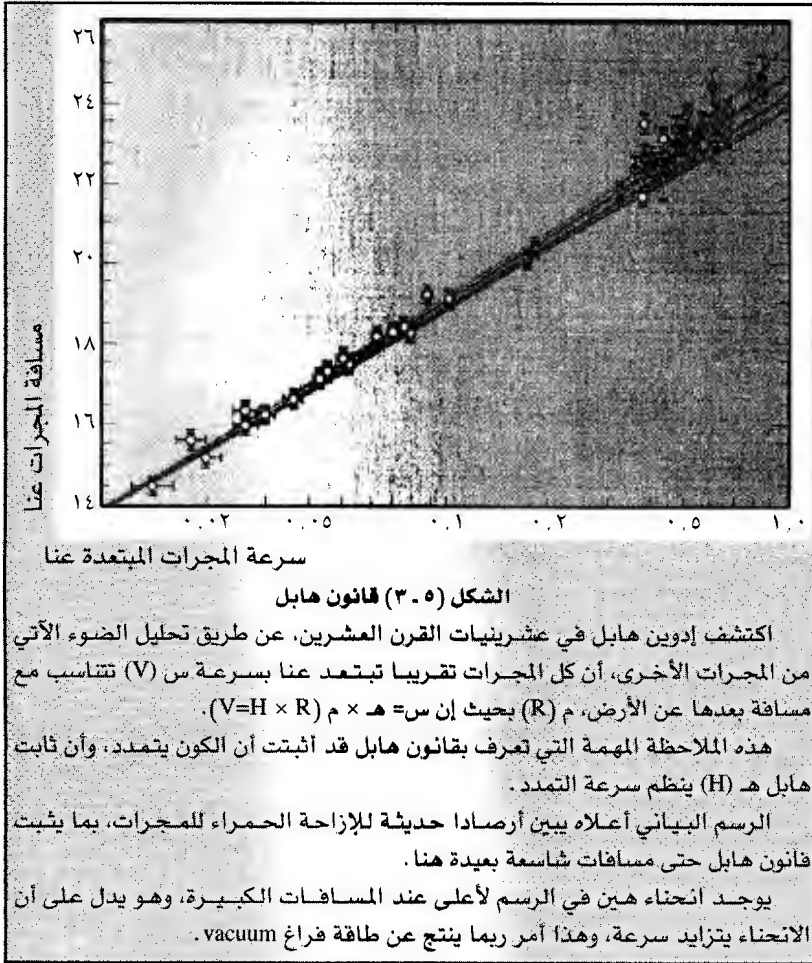 ٢٦
٢٤
٢٢
٢٠
١٨
١٦
١٤
مسافة المجرات عنا
٠.٠٢ ٠.٠٥ ٠.١ ٠.٢ ٠.٥ ١.٠
سرعة المجرات المبتعدة عنا
الشكل (٥ ـ ٣) قانون هابل
اكتشف إدوين هابل في عشرينيات القرن العشرين، عن طريق تحليل الضوء الآتي
من المجرات الأخرى، أن كل المجرات تقريبا تبتعد عنا بسرعة س (V) تتناسب مع
مسافة بعدها عن الأرض، م (R) بحيث إن س= هـ × م (V=H × R).
هذه الملاحظة المهمة التي تعرف بقانون هابل قد أثبتت أن الكون يتمدد، وأن ثابت
هابل هـ (H) ينظم سرعة التمدد.
الرسم البياني أعلاه يبين أرصادا حديثة للإزاحة الحمراء للمجرات، بما يثبت
قانون هابل حتى مسافات شاسعة بعيدة هنا.
يوجد انحناء هين في الرسم لأعلى عند المسافات الكبيرة، وهو يدل على أن
الانحناء يتزايد سرعة، وهذا أمر ربما ينتج عن طاقة فراغ vacuum.